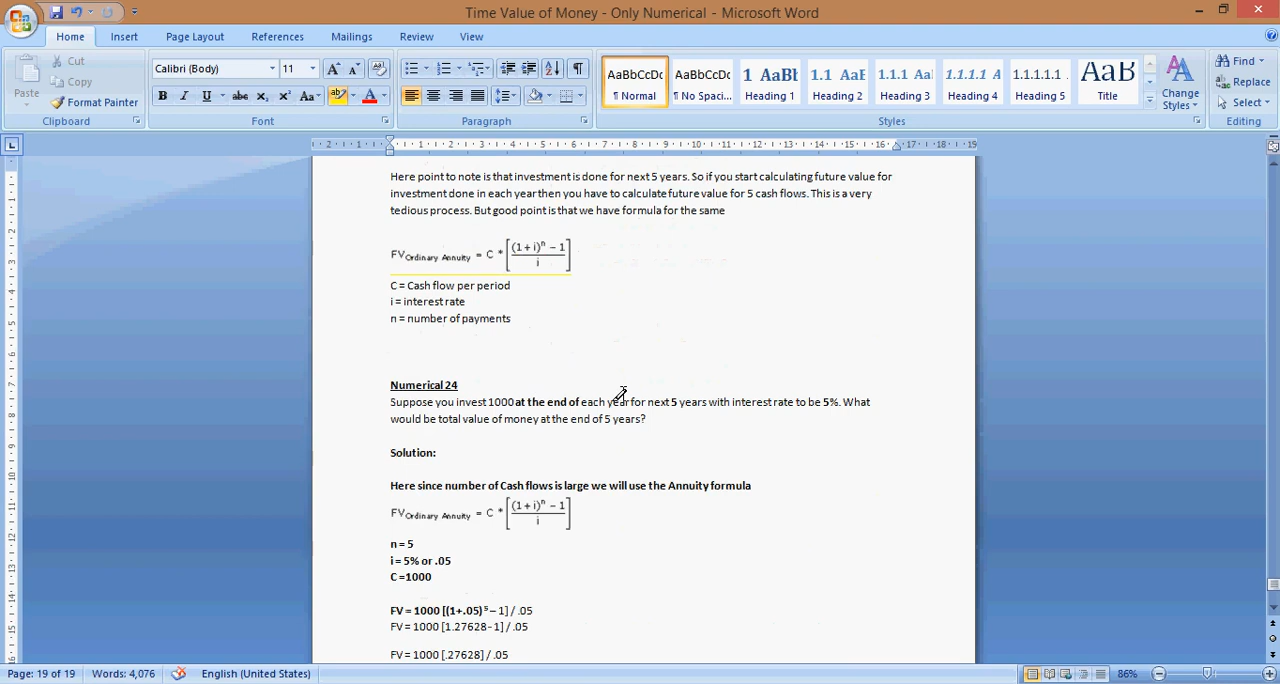 Time Value of Money - Only Numerical - Microsoft Word
Home Insert Page Layout References Mailings Review View
Paste
Cut
Copy
Format Painter
Clipboard
Calibri (Body) 11
Font
Paragraph
AaBbCcDc AaBbCcDc 1 AaBb 1.1 AaB 1.1.1 Aa 1.1.1.1 A 1.1.1.1.1 AaB
¶ Normal ¶ No Spaci... Heading 1 Heading 2 Heading 3 Heading 4 Heading 5 Title
Change Styles
Styles
Find
Replace
Select
Editing
Here point to note is that investment is done for next 5 years. So if you start calculating future value for
investment done in each year then you have to calculate future value for 5 cash flows. This is a very
tedious process. But good point is that we have formula for the same
FV Ordinary Annuity = C * [((1 + i)^n - 1) / i]
C = Cash flow per period
i = interest rate
n = number of payments
Numerical 24
Suppose you invest 1000 at the end of each year for next 5 years with interest rate to be 5%. What
would be total value of money at the end of 5 years?
Solution:
Here since number of Cash flows is large we will use the Annuity formula
FV Ordinary Annuity = C * [((1 + i)^n - 1) / i]
n = 5
i = 5% or .05
C =1000
FV = 1000 [(1+.05)⁵ – 1] / .05
FV = 1000 [1.27628-1] / .05
FV = 1000 [.27628] / .05
Page: 19 of 19 Words: 4,076 English (United States) 86%